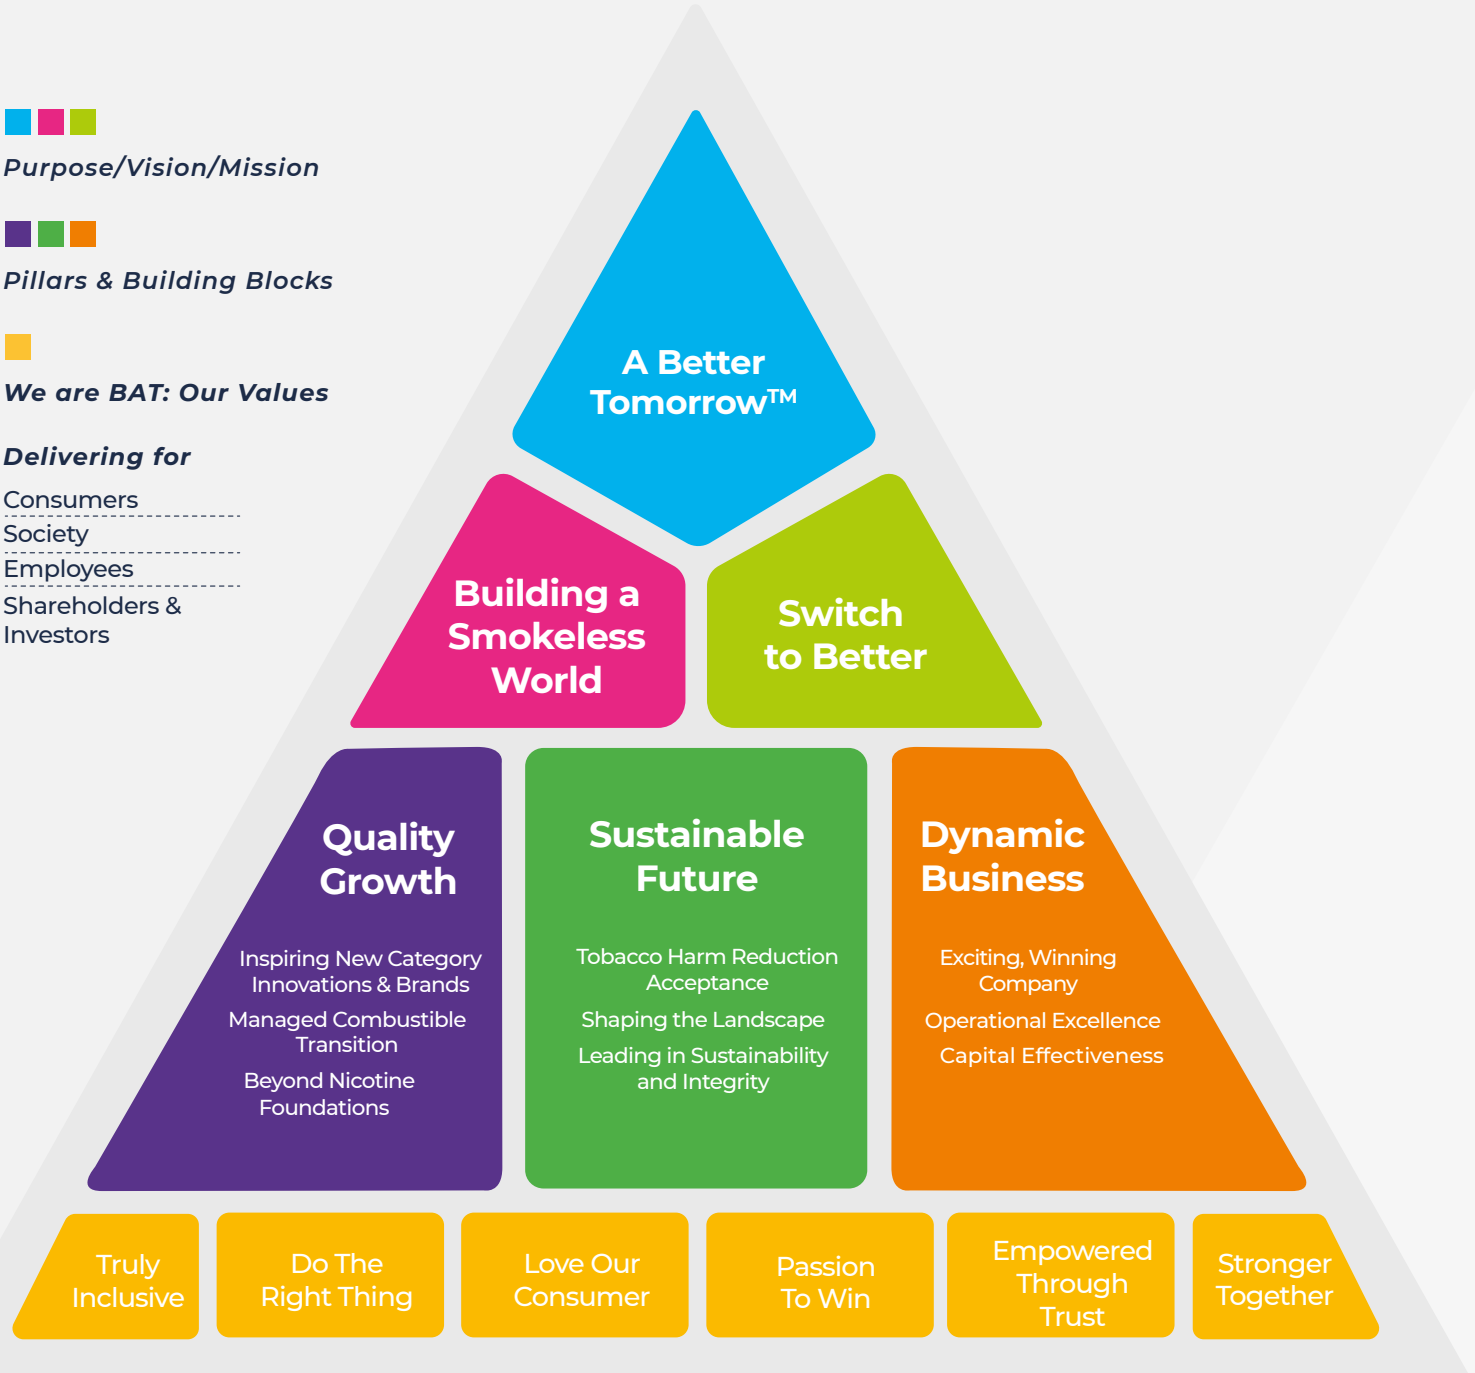 Purpose/Vision/Mission
Pillars & Building Blocks
We are BAT: Our Values
Delivering for
Consumers
Society
Employees
Shareholders &
Investors
A Better
Tomorrow™
Building a
Smokeless
World
Switch
to Better
Quality
Growth
Inspiring New Category
Innovations & Brands
Managed Combustible
Transition
Beyond Nicotine
Foundations
Sustainable
Future
Tobacco Harm Reduction
Acceptance
Shaping the Landscape
Leading in Sustainability
and Integrity
Dynamic
Business
Exciting, Winning
Company
Operational Excellence
Capital Effectiveness
Truly
Inclusive
Do The
Right Thing
Love Our
Consumer
Passion
To Win
Empowered
Through
Trust
Stronger
Together